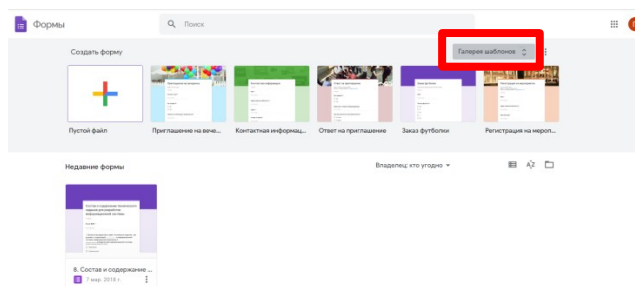 Формы
Поиск
Создать форму
Галерея шаблонов
Пустой файл
Приглашение на вече...
Контактная информац...
Ответ на приглашение
Заказ футболки
Регистрация на мероп...
Недавние формы
Владелец: кто угодно
AZ
8. Состав и содержание ...
7 мар. 2018 г.